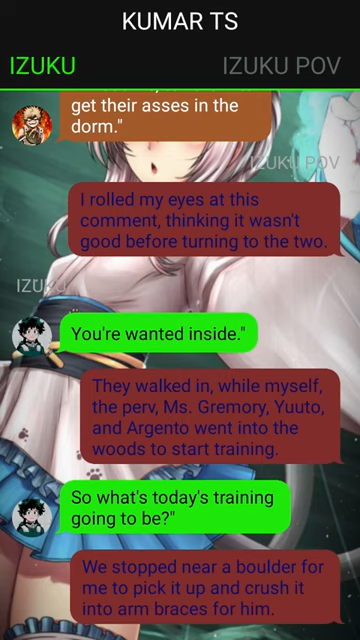 KUMAR TS
IZUKU
IZUKU POV
get their asses in the
dorm."
IZUKU POV
I rolled my eyes at this
comment, thinking it wasn't
good before turning to the two.
IZUKU
You're wanted inside."
They walked in, while myself,
the perv, Ms. Gremory, Yuuto,
and Argento went into the
woods to start training.
So what's today's training
going to be?"
We stopped near a boulder for
me to pick it up and crush it
into arm braces for him.